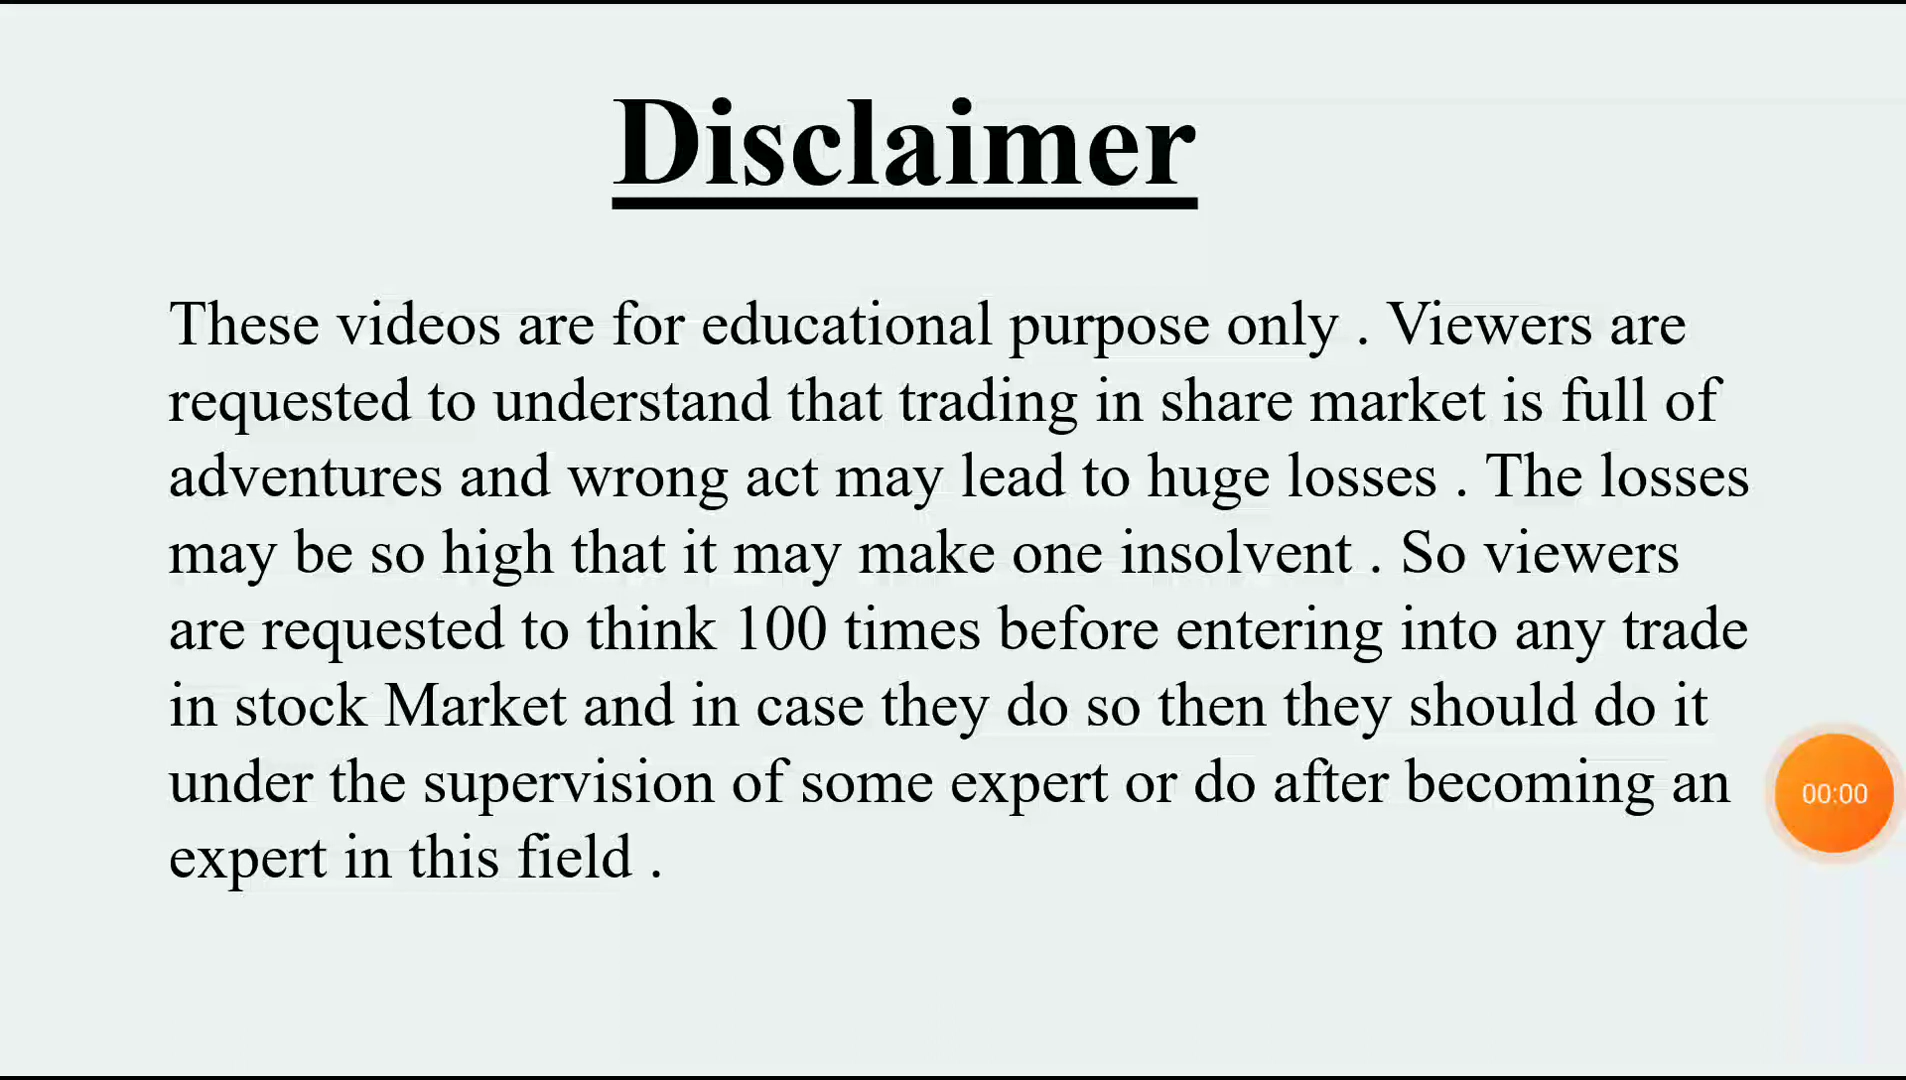 Disclaimer
These videos are for educational purpose only . Viewers are
requested to understand that trading in share market is full of
adventures and wrong act may lead to huge losses . The losses
may be so high that it may make one insolvent . So viewers
are requested to think 100 times before entering into any trade
in stock Market and in case they do so then they should do it
under the supervision of some expert or do after becoming an
expert in this field .
00:00